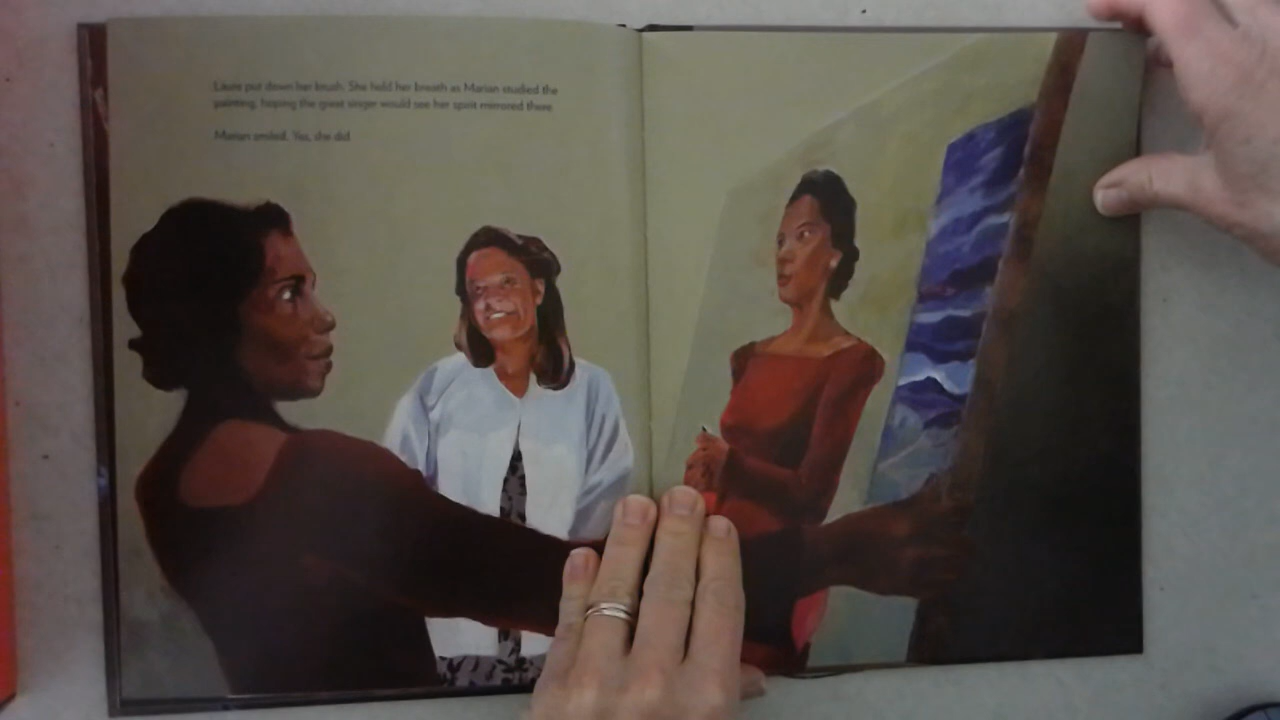 Laura put down her brush. She held her breath as Marian studied the
painting, hoping the great singer would see her spirit mirrored there.
Marian smiled. Yes, she did.